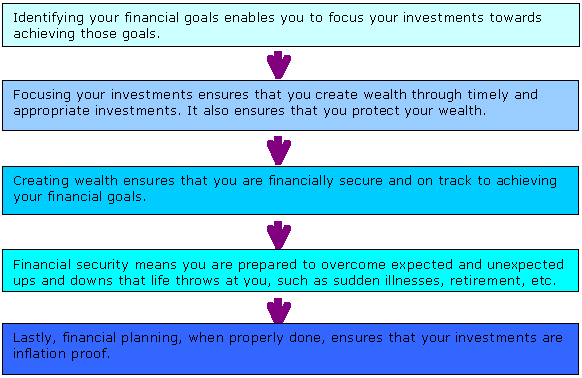 Identifying your financial goals enables you to focus your investments towards
achieving those goals.
Focusing your investments ensures that you create wealth through timely and
appropriate investments. It also ensures that you protect your wealth.
Creating wealth ensures that you are financially secure and on track to achieving
your financial goals.
Financial security means you are prepared to overcome expected and unexpected
ups and downs that life throws at you, such as sudden illnesses, retirement, etc.
Lastly, financial planning, when properly done, ensures that your investments are
inflation proof.